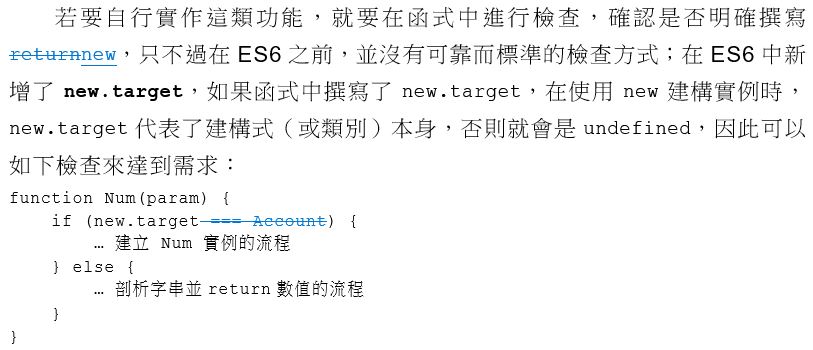 若要自行實作這類功能，就要在函式中進行檢查，確認是否明確撰寫
returnnew，只不過在 ES6 之前，並沒有可靠而標準的檢查方式；在 ES6 中新
增了 new.target，如果函式中撰寫了 new.target，在使用 new 建構實例時，
new.target 代表了建構式（或類別）本身，否則就會是 undefined，因此可以
如下檢查來達到需求：
function Num(param) {
    if (new.target === Account) {
        … 建立 Num 實例的流程
    } else {
        … 剖析字串並 return 數值的流程
    }
}